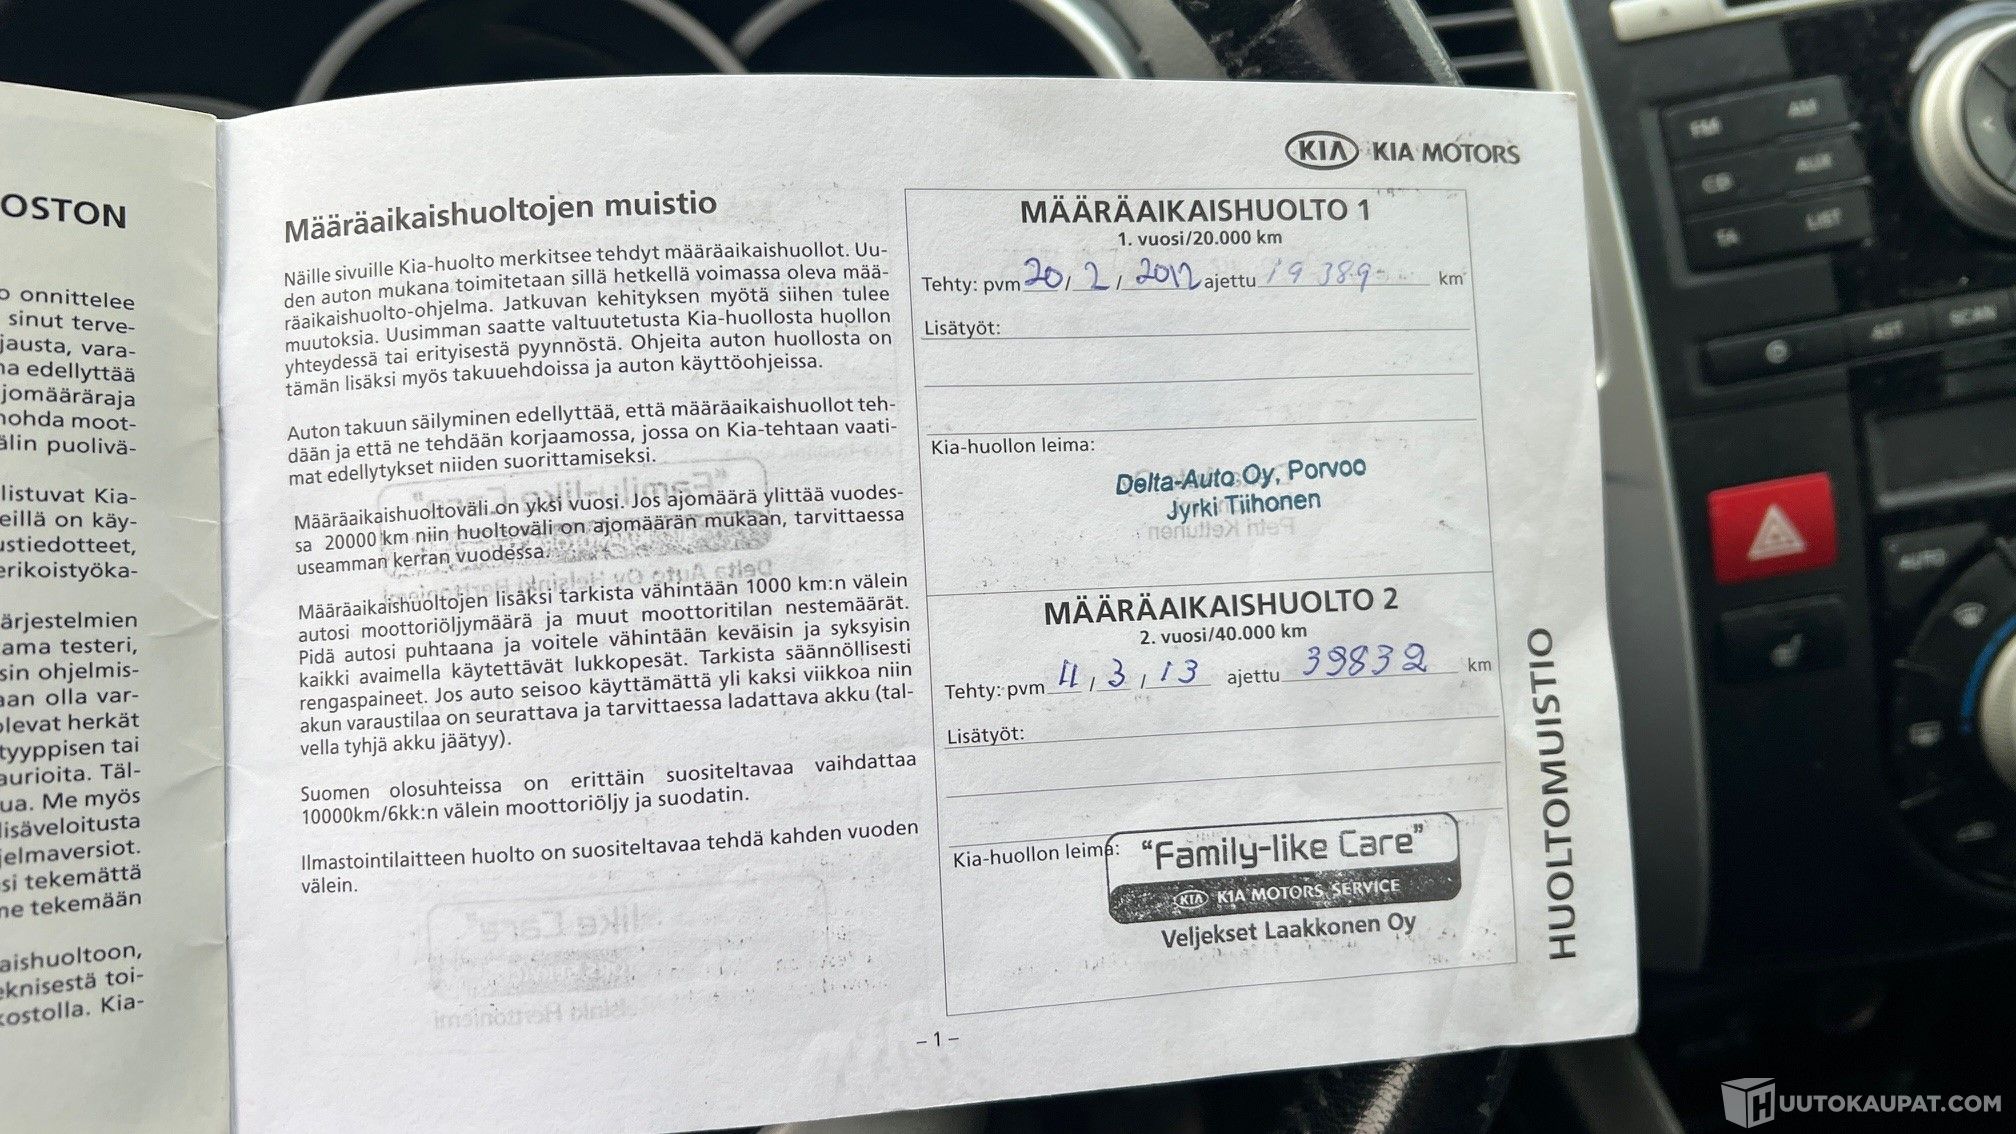 OSTON
o onnittelee
sinut terve-
jausta, vara-
na edellyttää
jomääräraja
nohda moot-
älin puolivä-
listuvat Kia-
eillä on käy-
ustiedotteet,
erikoistyöka-
ärjestelmien
ama testeri,
sin ohjelmis-
aan olla var-
olevat herkät
tyyppisen tai
aurioita. Täl-
ua. Me myös
lisäveloitusta
jelmaversiot.
si tekemättä
ne tekemään
aishuoltoon,
eknisestä toi-
kostolla. Kia-
KIA KIA MOTORS
Määräaikaishuoltojen muistio
Näille sivuille Kia-huolto merkitsee tehdyt määräaikaishuollot. Uu-
den auton mukana toimitetaan sillä hetkellä voimassa oleva mää-
räaikaishuolto-ohjelma. Jatkuvan kehityksen myötä siihen tulee
muutoksia. Uusimman saatte valtuutetusta Kia-huollosta huollon
yhteydessä tai erityisestä pyynnöstä. Ohjeita auton huollosta on
tämän lisäksi myös takuuehdoissa ja auton käyttöohjeissa.
Auton takuun säilyminen edellyttää, että määräaikaishuollot teh-
dään ja että ne tehdään korjaamossa, jossa on Kia-tehtaan vaati-
mat edellytykset niiden suorittamiseksi.
Määräaikaishuoltoväli on yksi vuosi. Jos ajomäärä ylittää vuodes-
sa 20000 km niin huoltoväli on ajomäärän mukaan, tarvittaessa
useamman kerran vuodessa.
Määräaikaishuoltojen lisäksi tarkista vähintään 1000 km:n välein
autosi moottoriöljymäärä ja muut moottoritilan nestemäärät.
Pidä autosi puhtaana ja voitele vähintään keväisin ja syksyisin
kaikki avaimella käytettävät lukkopesät. Tarkista säännöllisesti
rengaspaineet. Jos auto seisoo käyttämättä yli kaksi viikkoa niin
akun varaustilaa on seurattava ja tarvittaessa ladattava akku (tal-
vella tyhjä akku jäätyy).
Suomen olosuhteissa on erittäin suositeltavaa vaihdattaa
10000km/6kk:n välein moottoriöljy ja suodatin.
Ilmastointilaitteen huolto on suositeltavaa tehdä kahden vuoden
välein.
MÄÄRÄAIKAISHUOLTO 1
1. vuosi/20.000 km
Tehty: pvm 20 / 2 / 2012 ajettu 19 389 km
Lisätyöt:
Kia-huollon leima:
Delta-Auto Oy, Porvoo
Jyrki Tiihonen
MÄÄRÄAIKAISHUOLTO 2
2. vuosi/40.000 km
Tehty: pvm 11 / 3 / 13 ajettu 39832 km
Lisätyöt:
Kia-huollon leima:
"Family-like Care"
KIA KIA MOTORS SERVICE
Veljekset Laakkonen Oy
HUOLTOMUISTIO
– 1 –
FM AM
CD AUX
TA LIST
AST SCAN
AUTO
HUUTOKAUPAT.COM